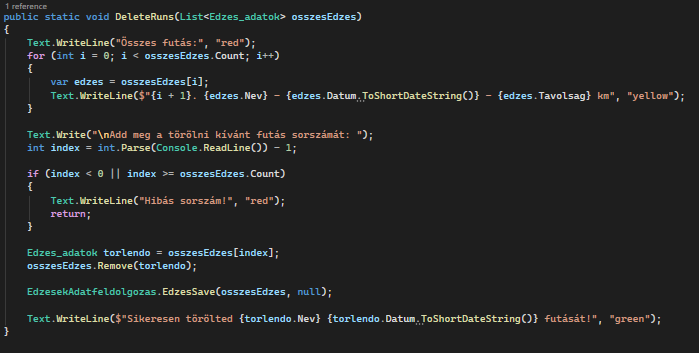 1 reference
public static void DeleteRuns(List<Edzes_adatok> osszesEdzes)
{
    Text.WriteLine("Összes futás:", "red");
    for (int i = 0; i < osszesEdzes.Count; i++)
    {
        var edzes = osszesEdzes[i];
        Text.WriteLine($"{i + 1}. {edzes.Nev} - {edzes.Datum.ToShortDateString()} - {edzes.Tavolsag} km", "yellow");
    }
    Text.Write("\nAdd meg a törölni kívánt futás sorszámát: ");
    int index = int.Parse(Console.ReadLine()) - 1;
    if (index < 0 || index >= osszesEdzes.Count)
    {
        Text.WriteLine("Hibás sorszám!", "red");
        return;
    }
    Edzes_adatok torlendo = osszesEdzes[index];
    osszesEdzes.Remove(torlendo);
    EdzesekAdatfeldolgozas.EdzesSave(osszesEdzes, null);
    Text.WriteLine($"Sikeresen törölted {torlendo.Nev} {torlendo.Datum.ToShortDateString()} futását!", "green");
}